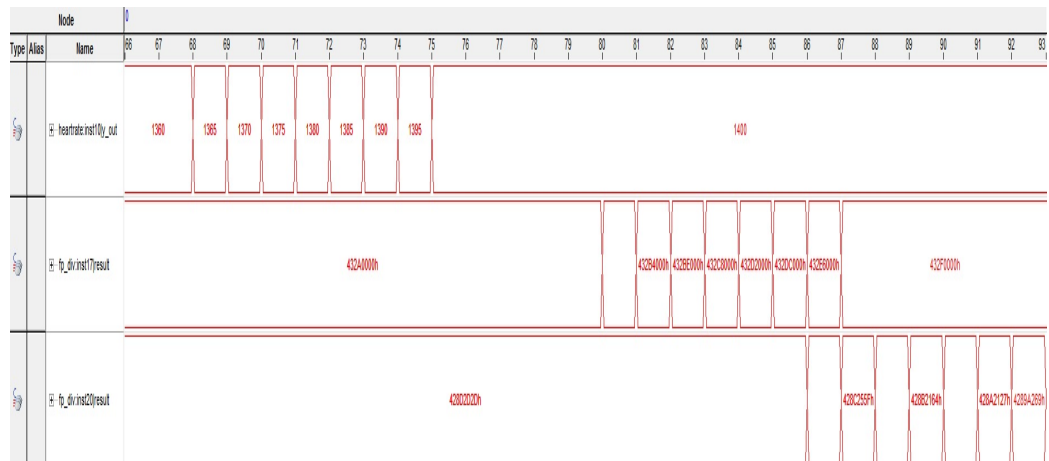 Node 0
Type Alias Name 66 67 68 69 70 71 72 73 74 75 76 77 78 79 80 81 82 83 84 85 86 87 88 89 90 91 92 93
heartrate:inst10|y_out 1360 1365 1370 1375 1380 1385 1390 1395 1400
fp_div:inst17|result 432A0000h 432B4000h 432BE000h 432C8000h 432D2000h 432DC000h 432E6000h 432F0000h
fp_div:inst20|result 428D2D2Dh 428C255Fh 428B2164h 428A2127h 4289A269h